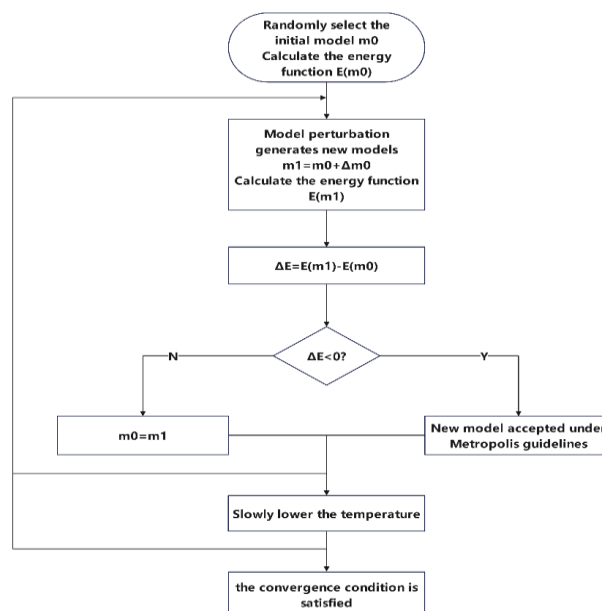 Randomly select the
initial model m0
Calculate the energy
function E(m0)
Model perturbation
generates new models
m1=m0+Δm0
Calculate the energy function
E(m1)
ΔE=E(m1)-E(m0)
ΔE<0?
N
Y
m0=m1
New model accepted under
Metropolis guidelines
Slowly lower the temperature
the convergence condition is
satisfied